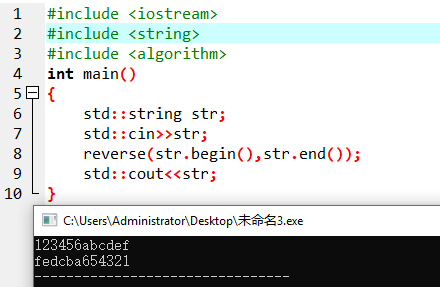 1 #include <iostream>
2 #include <string>
3 #include <algorithm>
4 int main()
5 {
6 std::string str;
7 std::cin>>str;
8 reverse(str.begin(),str.end());
9 std::cout<<str;
10 }
C:\Users\Administrator\Desktop\未命名3.exe
123456abcdef
fedcba654321
--------------------------------